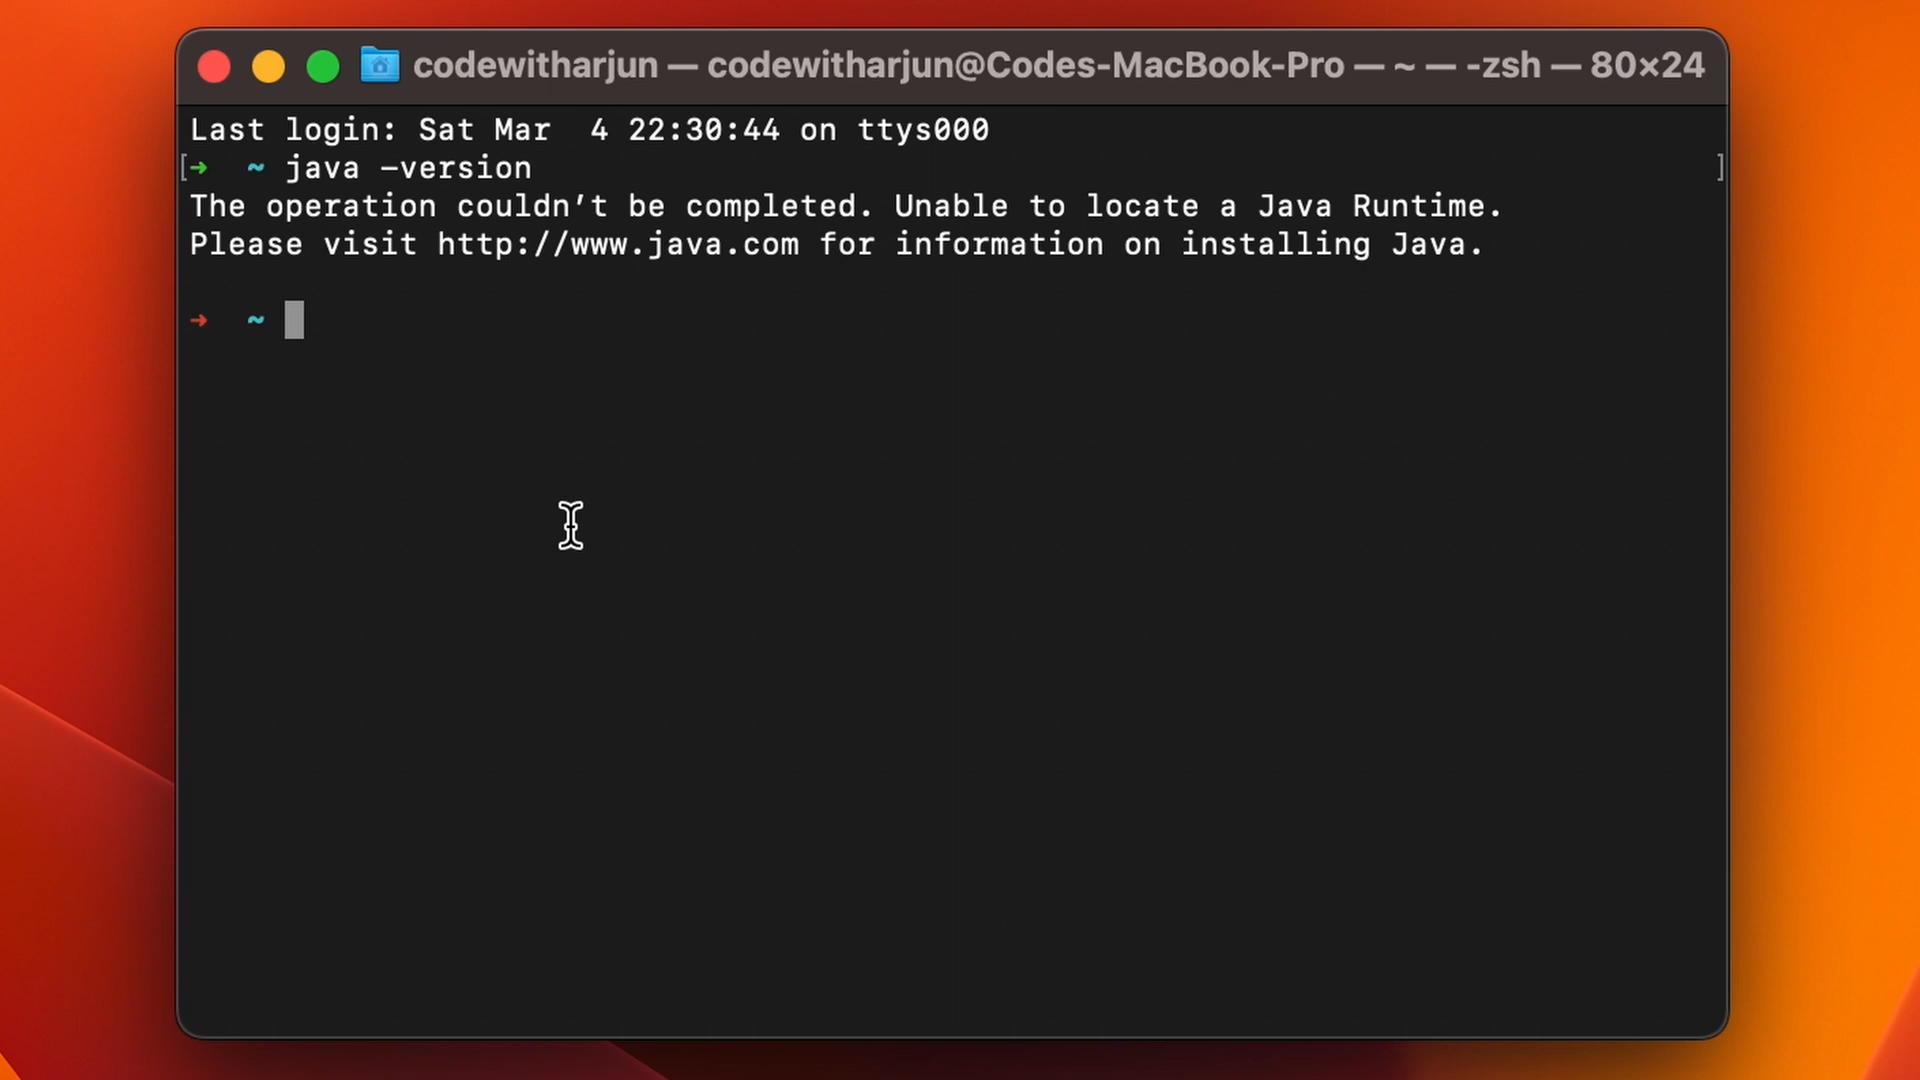 codewitharjun — codewitharjun@Codes-MacBook-Pro — ~ — -zsh — 80×24
Last login: Sat Mar  4 22:30:44 on ttys000
[➜  ~ java -version ]
The operation couldn’t be completed. Unable to locate a Java Runtime.
Please visit http://www.java.com for information on installing Java.
➜  ~